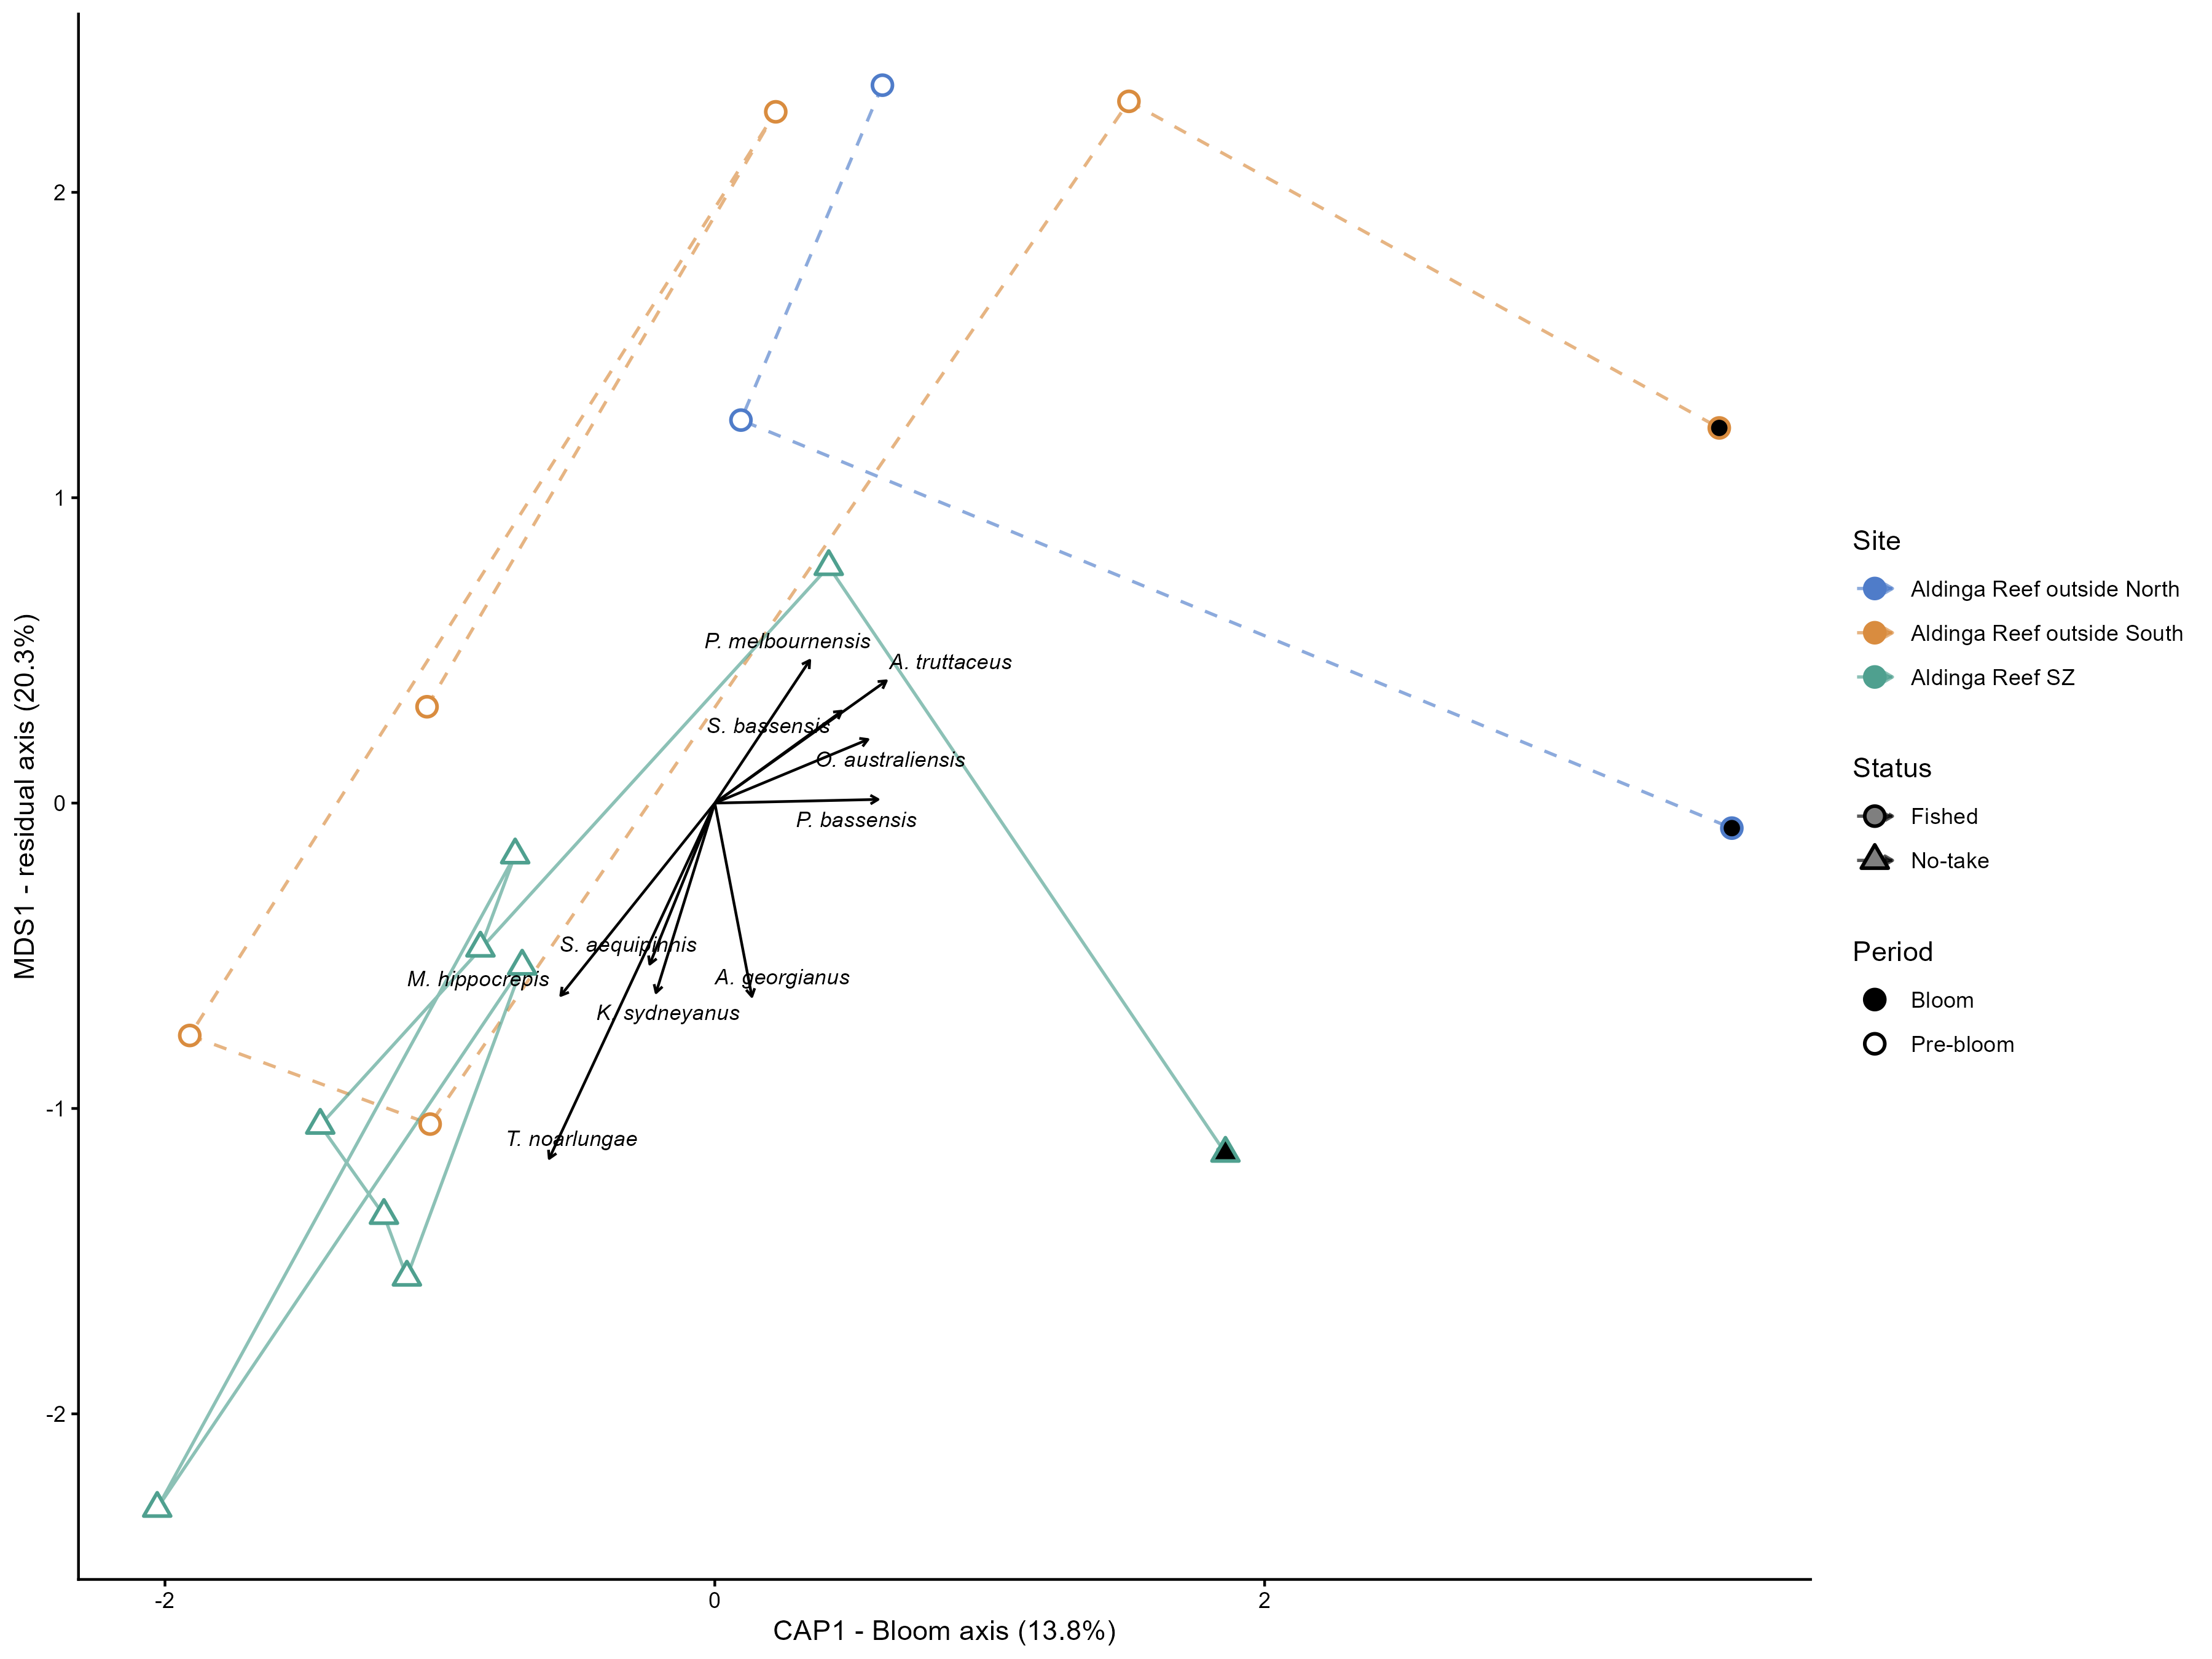 2
1
0
-1
-2
-2
0
2
MDS1 - residual axis (20.3%)
CAP1 - Bloom axis (13.8%)
P. melbournensis
A. truttaceus
S. bassensis
O. australiensis
P. bassensis
S. aequipinnis
M. hippocrepis
A. georgianus
K. sydneyanus
T. noarlungae
Site
Aldinga Reef outside North
Aldinga Reef outside South
Aldinga Reef SZ
Status
Fished
No-take
Period
Bloom
Pre-bloom